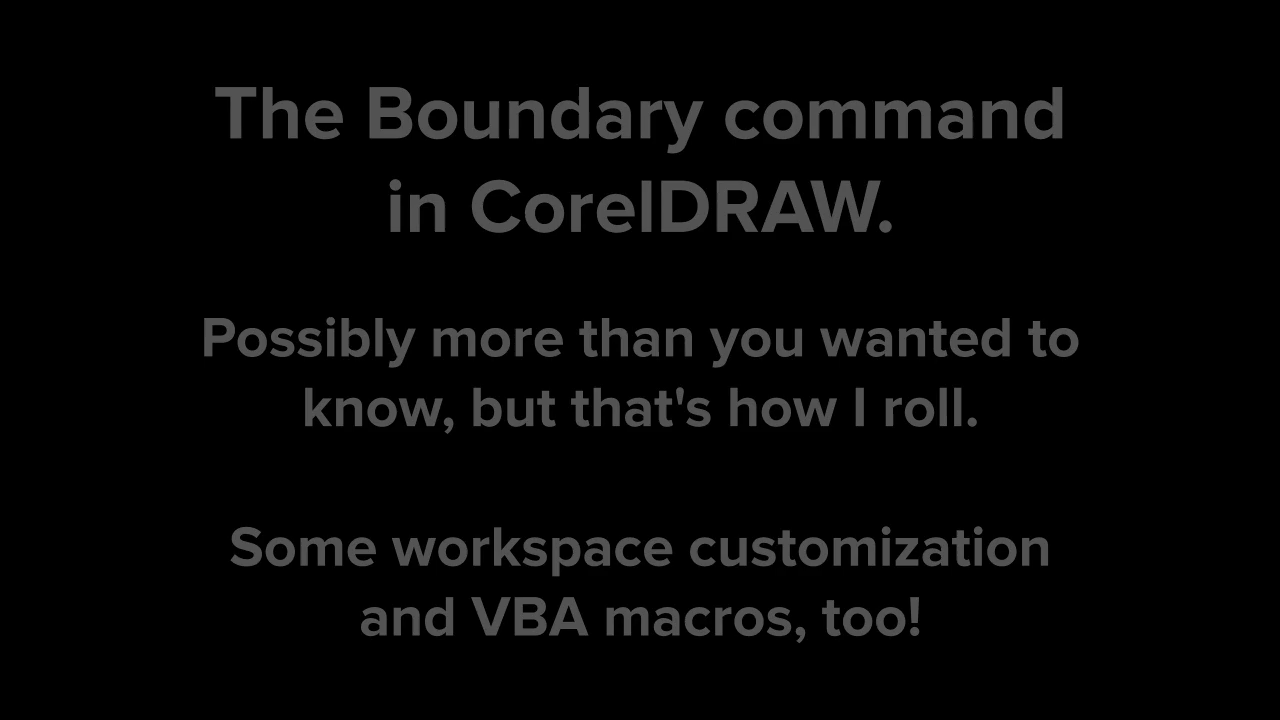 The Boundary command
in CorelDRAW.
Possibly more than you wanted to
know, but that's how I roll.
Some workspace customization
and VBA macros, too!